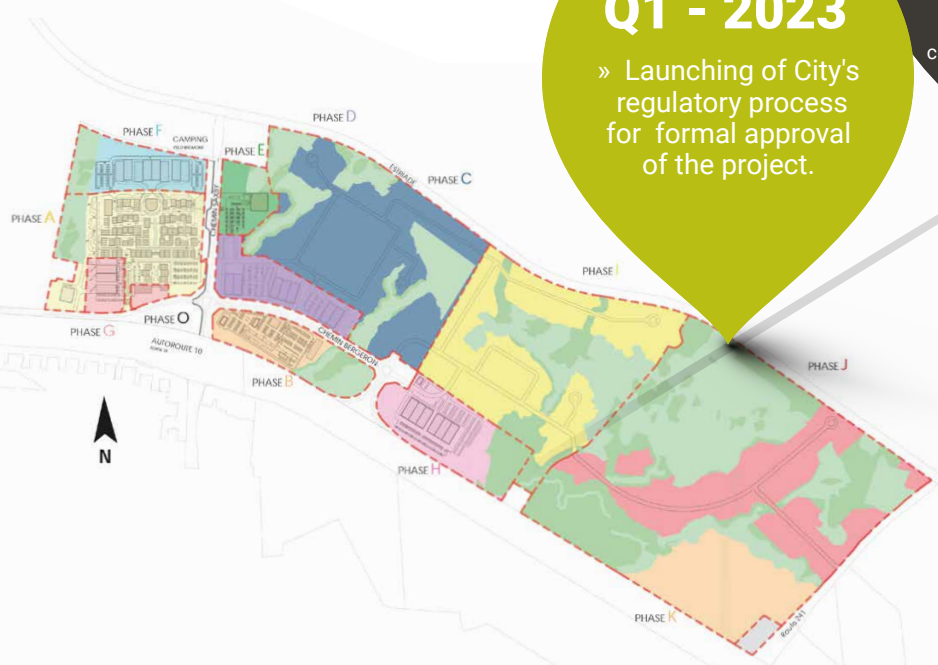 Q1 - 2023
» Launching of City's
regulatory process
for formal approval
of the project.
c
PHASE D
PHASE F
CAMPING
PHASE E
ESTRIADE
PHASE C
PHASE A
PHASE I
PHASE G
PHASE O
AUTOROUTE 10
CHEMIN BERGERON
PHASE B
PHASE J
N
PHASE H
PHASE K
Route 241